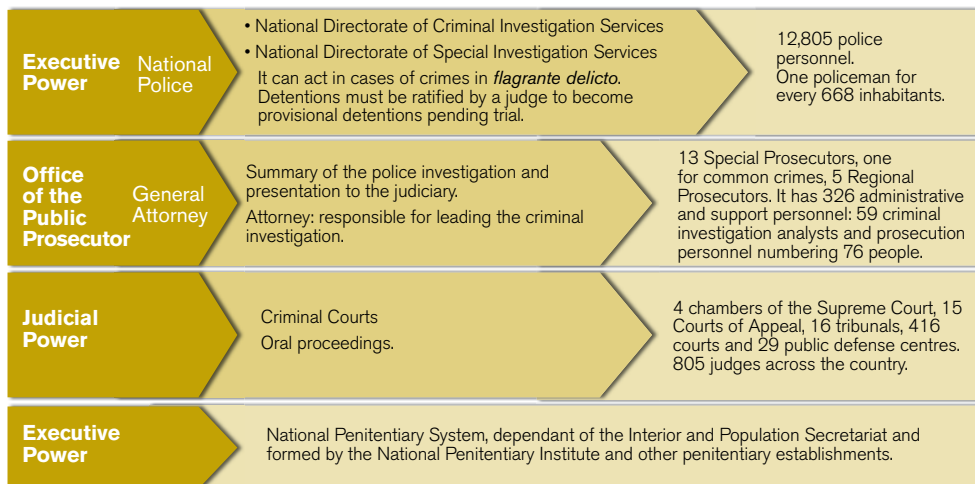 Executive
Power
National
Police
• National Directorate of Criminal Investigation Services
• National Directorate of Special Investigation Services
It can act in cases of crimes in flagrante delicto.
Detentions must be ratified by a judge to become
provisional detentions pending trial.
12,805 police
personnel.
One policeman for
every 668 inhabitants.
Office
of the
Public
Prosecutor
General
Attorney
Summary of the police investigation and
presentation to the judiciary.
Attorney: responsible for leading the criminal
investigation.
13 Special Prosecutors, one
for common crimes, 5 Regional
Prosecutors. It has 326 administrative
and support personnel: 59 criminal
investigation analysts and prosecution
personnel numbering 76 people.
Judicial
Power
Criminal Courts
Oral proceedings.
4 chambers of the Supreme Court, 15
Courts of Appeal, 16 tribunals, 416
courts and 29 public defense centres.
805 judges across the country.
Executive
Power
National Penitentiary System, dependant of the Interior and Population Secretariat and
formed by the National Penitentiary Institute and other penitentiary establishments.